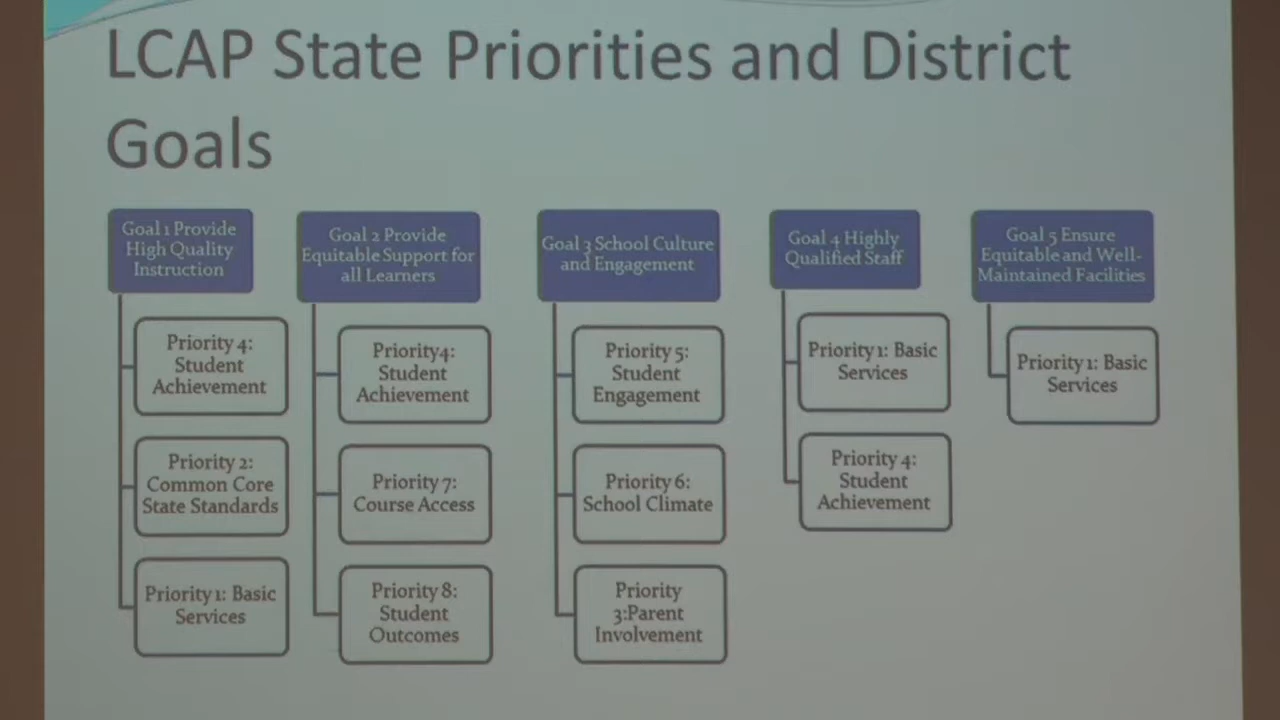 LCAP State Priorities and District
Goals
Goal 1 Provide
High Quality
Instruction
Priority 4:
Student
Achievement
Priority 2:
Common Core
State Standards
Priority 1: Basic
Services
Goal 2 Provide
Equitable Support for
all Learners
Priority4:
Student
Achievement
Priority 7:
Course Access
Priority 8:
Student
Outcomes
Goal 3 School Culture
and Engagement
Priority 5:
Student
Engagement
Priority 6:
School Climate
Priority
3:Parent
Involvement
Goal 4 Highly
Qualified Staff
Priority 1: Basic
Services
Priority 4:
Student
Achievement
Goal 5 Ensure
Equitable and Well-
Maintained Facilities
Priority 1: Basic
Services